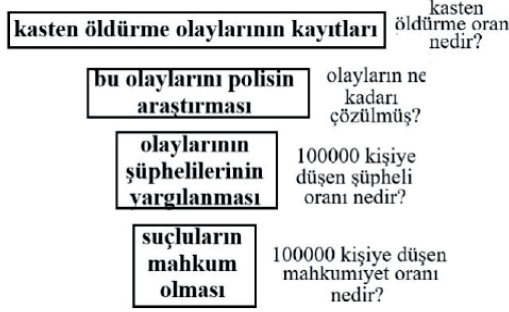 kasten öldürme olaylarının kayıtları
kasten
öldürme oran
nedir?
bu olaylarını polisin
araştırması
olayların ne
kadarı
çözülmüş?
olaylarının
şüphelilerinin
yargılanması
100000 kişiye
düşen şüpheli
oranı nedir?
suçluların
mahkum
olması
100000 kişiye düşen
mahkumiyet oranı
nedir?